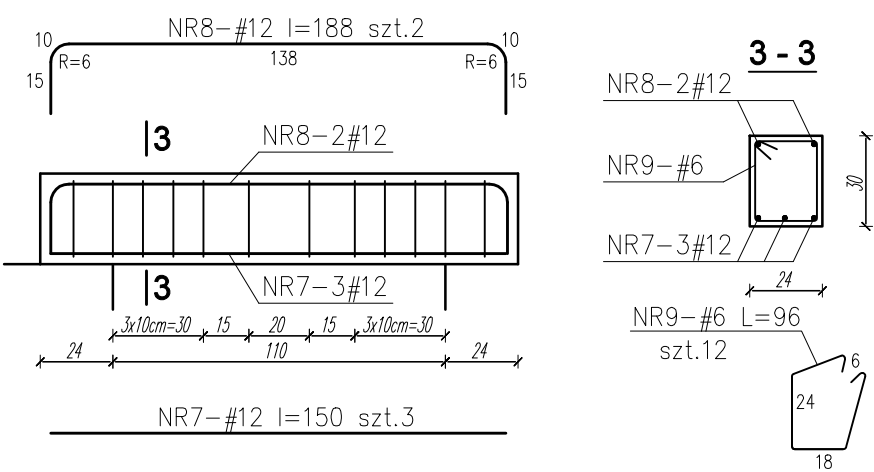 NR8-#12 l=188 szt.2
10
10
R=6
138
R=6
15
15
3 - 3
NR8-2#12
3
NR8-2#12
NR9-#6
30
NR7-3#12
3
NR7-3#12
24
3x10cm=30
15
20
15
3x10cm=30
NR9-#6 L=96
szt.12
24
110
24
6
24
18
NR7-#12 l=150 szt.3